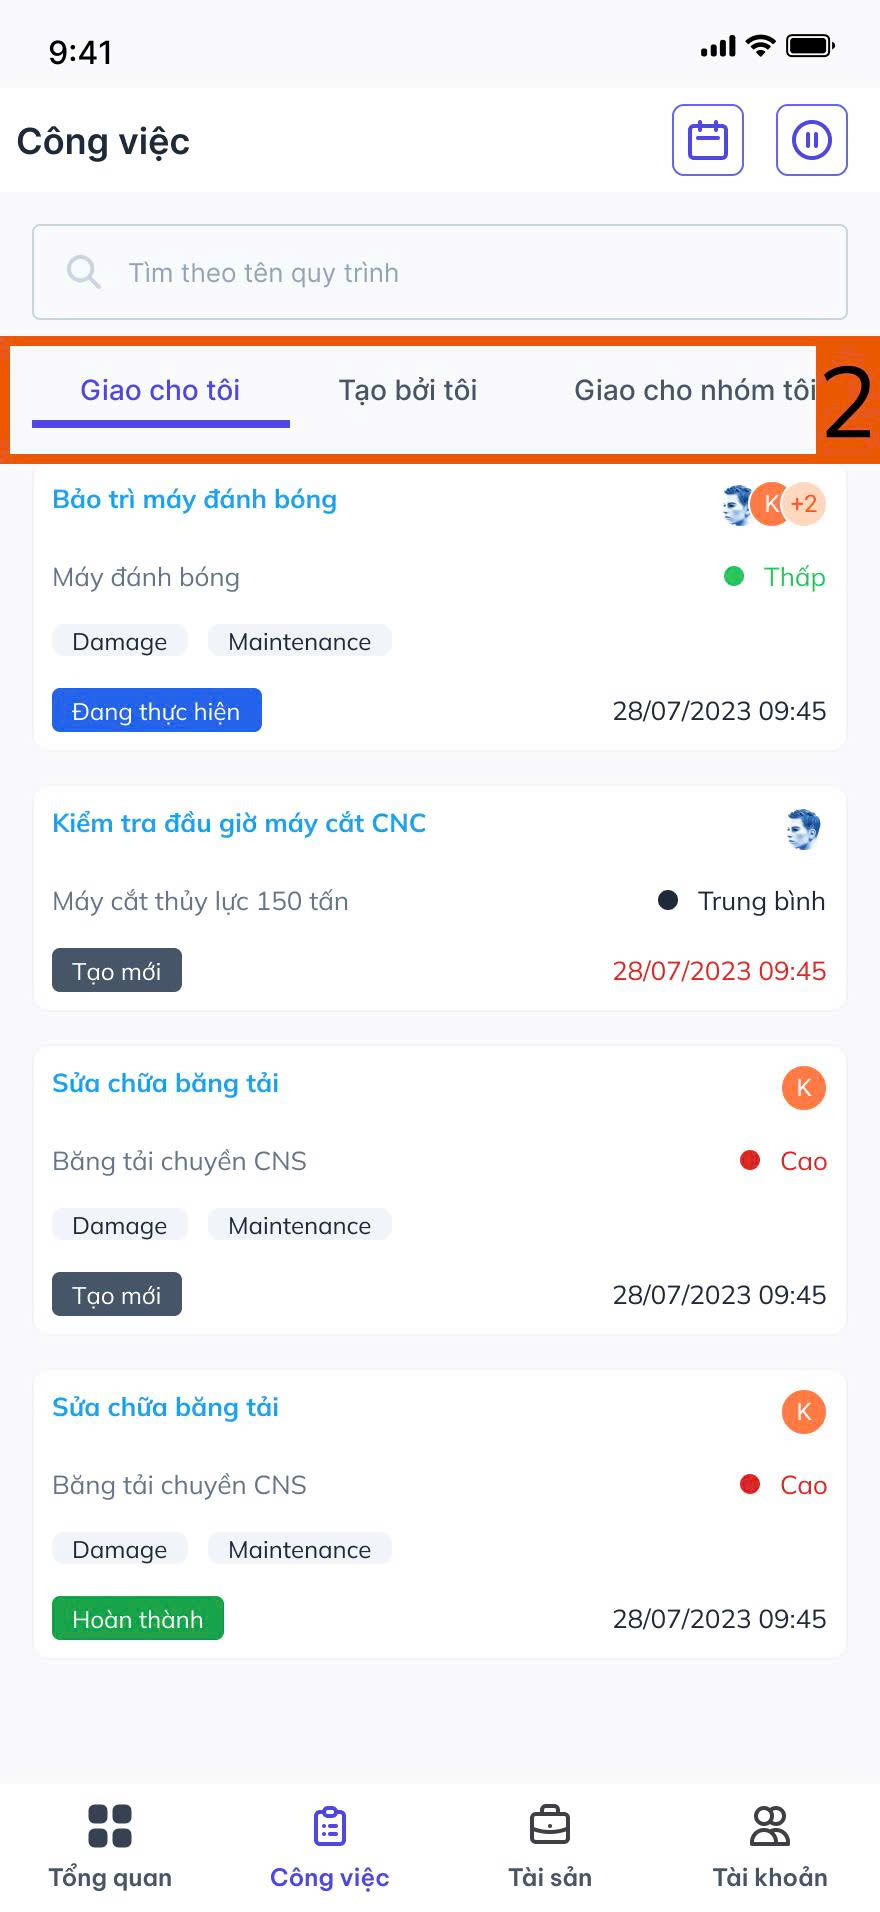 9:41
Công việc
Tìm theo tên quy trình
Giao cho tôi Tạo bởi tôi Giao cho nhóm tôi 2
Bảo trì máy đánh bóng K +2
Máy đánh bóng Thấp
Damage Maintenance
Đang thực hiện 28/07/2023 09:45
Kiểm tra đầu giờ máy cắt CNC
Máy cắt thủy lực 150 tấn Trung bình
Tạo mới 28/07/2023 09:45
Sửa chữa băng tải K
Băng tải chuyền CNS Cao
Damage Maintenance
Tạo mới 28/07/2023 09:45
Sửa chữa băng tải K
Băng tải chuyền CNS Cao
Damage Maintenance
Hoàn thành 28/07/2023 09:45
Tổng quan Công việc Tài sản Tài khoản